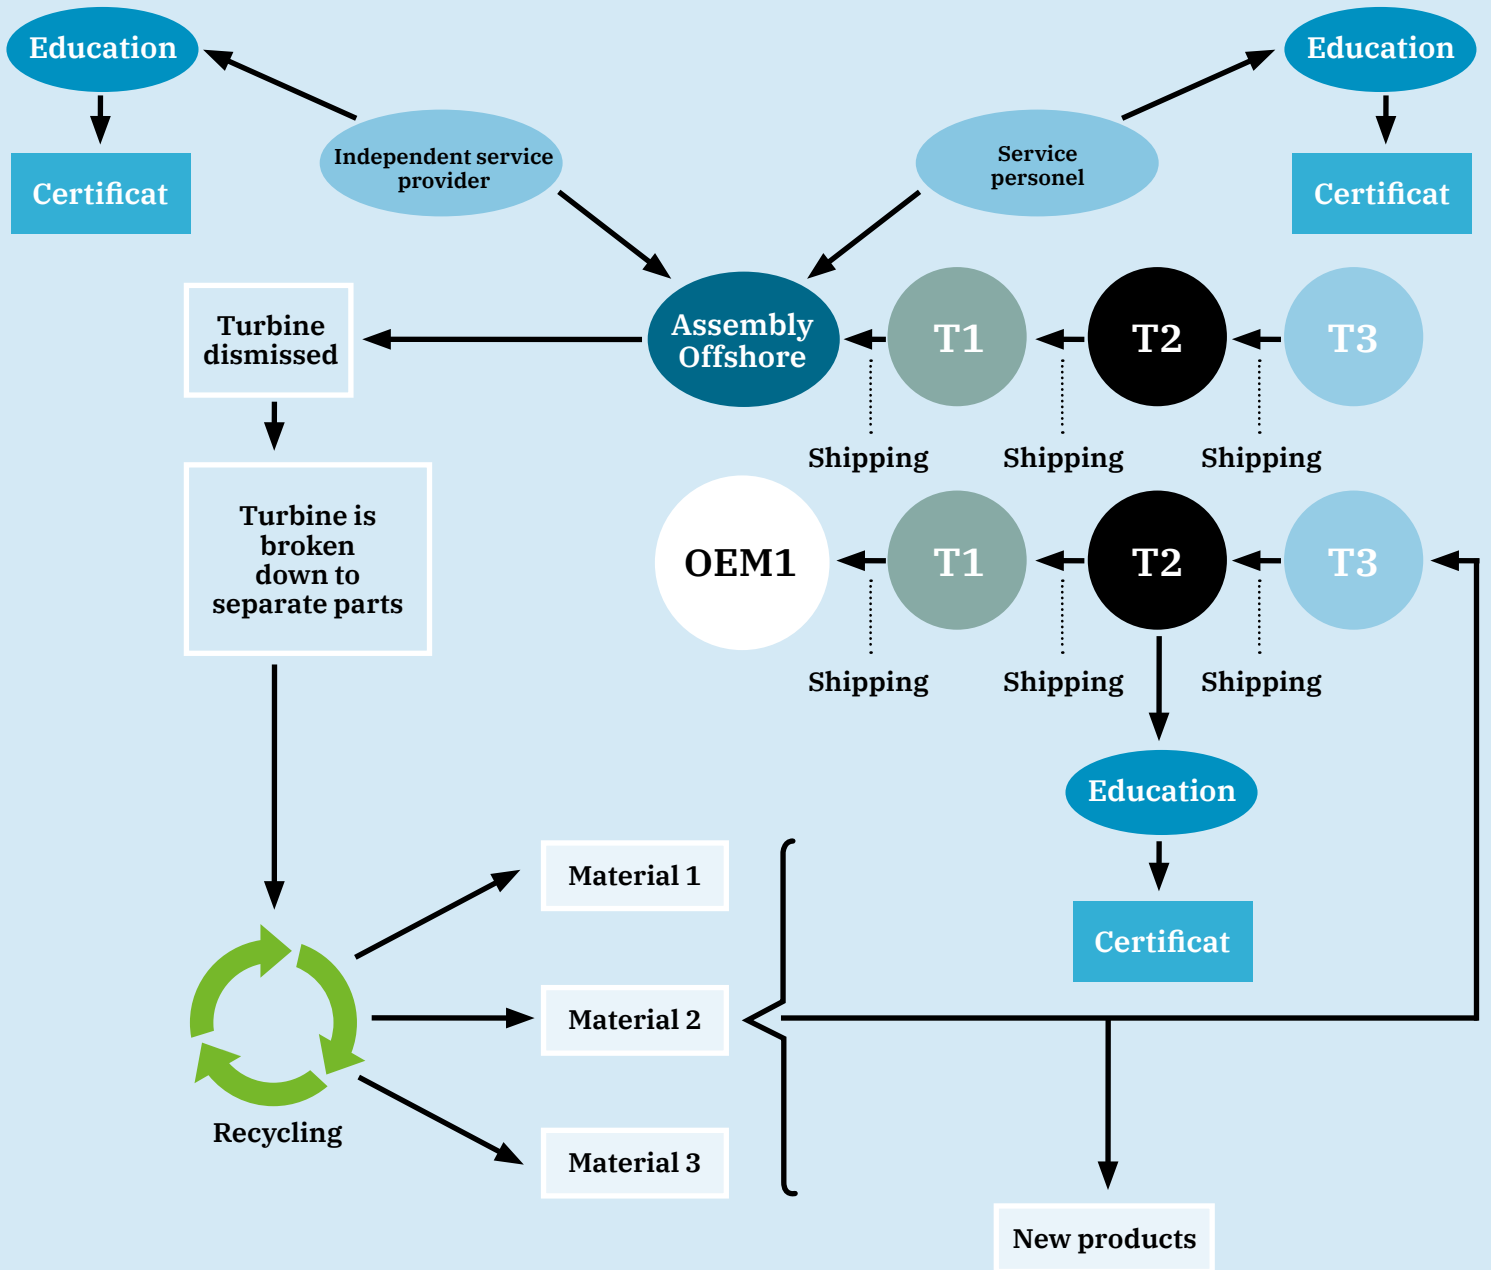 Education
Education
Independent service
provider
Service
personel
Certificat
Certificat
Turbine
dismissed
Assembly
Offshore
T1
T2
T3
Shipping
Shipping
Shipping
Turbine is
broken
down to
separate parts
OEM1
T1
T2
T3
Shipping
Shipping
Shipping
Education
Material 1
Certificat
Material 2
Recycling
Material 3
New products